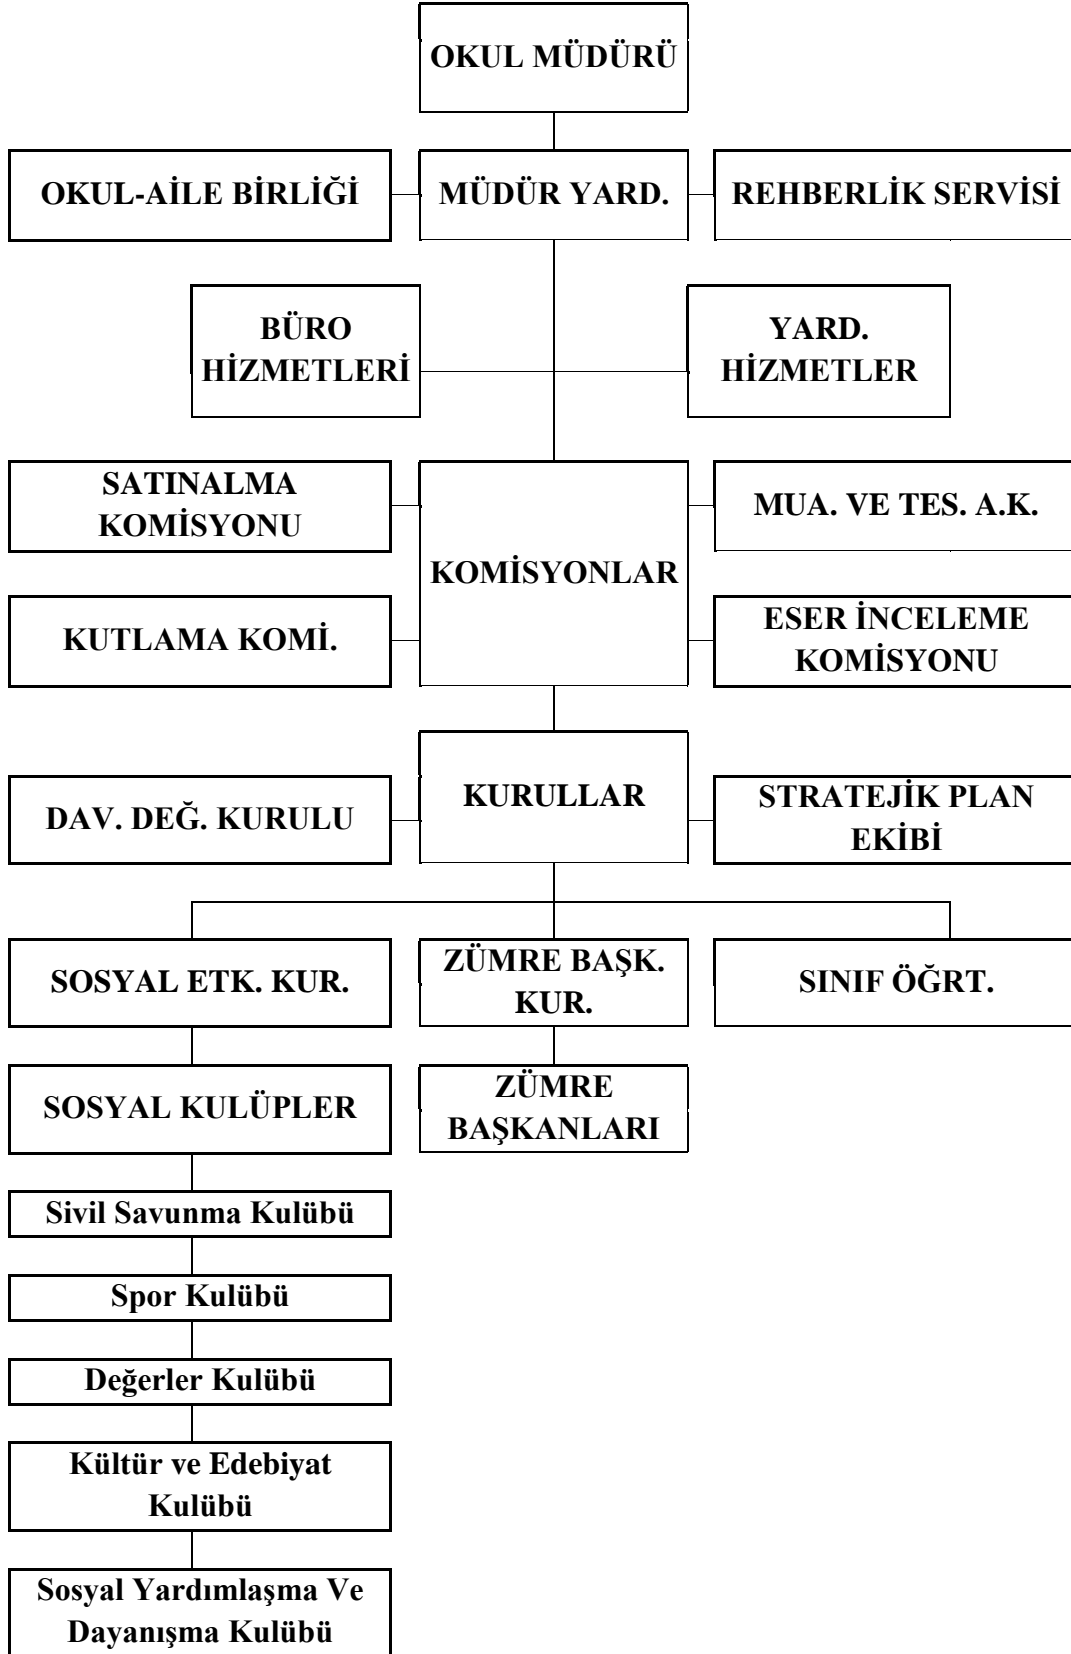 OKUL MÜDÜRÜ
OKUL-AİLE BİRLİĞİ
MÜDÜR YARD.
REHBERLİK SERVİSİ
BÜRO
HİZMETLERİ
YARD.
HİZMETLER
SATINALMA
KOMİSYONU
MUA. VE TES. A.K.
KOMİSYONLAR
KUTLAMA KOMİ.
ESER İNCELEME
KOMİSYONU
DAV. DEĞ. KURULU
KURULLAR
STRATEJİK PLAN
EKİBİ
SOSYAL ETK. KUR.
ZÜMRE BAŞK.
KUR.
SINIF ÖĞRT.
SOSYAL KULÜPLER
ZÜMRE
BAŞKANLARI
Sivil Savunma Kulübü
Spor Kulübü
Değerler Kulübü
Kültür ve Edebiyat
Kulübü
Sosyal Yardımlaşma Ve
Dayanışma Kulübü